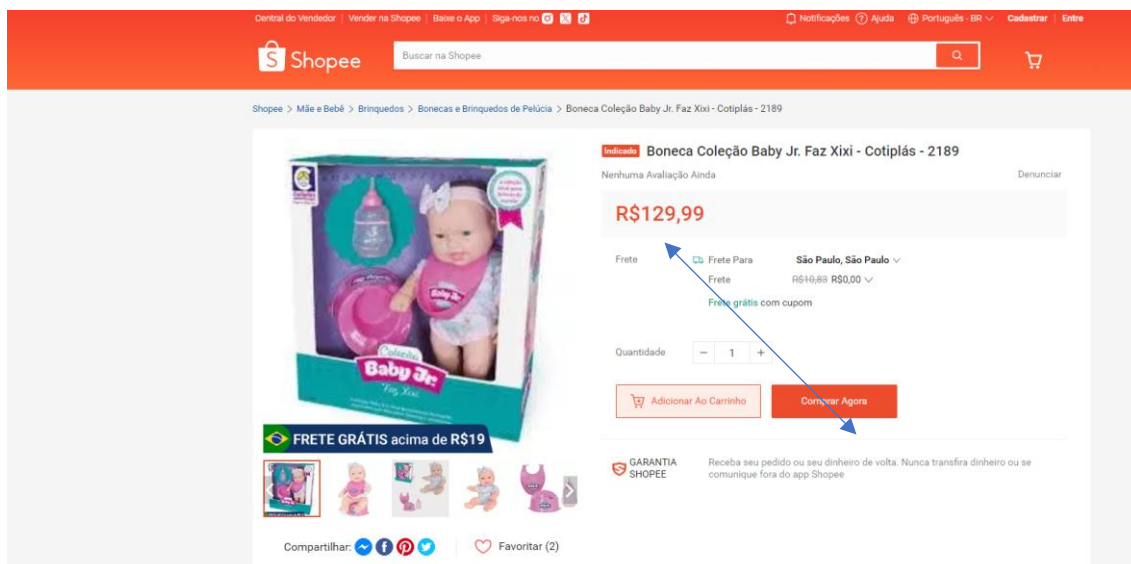 Central do Vendedor | Vender na Shopee | Baixe o App | Siga-nos no
Notificações ? Ajuda Português - BR Cadastrar | Entre
Shopee
Buscar na Shopee
Shopee > Mãe e Bebê > Brinquedos > Bonecas e Brinquedos de Pelúcia > Boneca Coleção Baby Jr. Faz Xixi - Cotiplás - 2189
Indicado Boneca Coleção Baby Jr. Faz Xixi - Cotiplás - 2189
Nenhuma Avaliação Ainda
Denunciar
R$129,99
Frete
Frete Para
São Paulo, São Paulo
Frete
R$10,83 R$0,00
Frete grátis com cupom
Quantidade
- 1 +
Adicionar Ao Carrinho
Comprar Agora
GARANTIA SHOPEE
Receba seu pedido ou seu dinheiro de volta. Nunca transfira dinheiro ou se
comunique fora do app Shopee
Baby Jr.
Coleção
Baby Jr.
Faz Xixi
FRETE GRÁTIS acima de R$19
Compartilhar:
Favoritar (2)